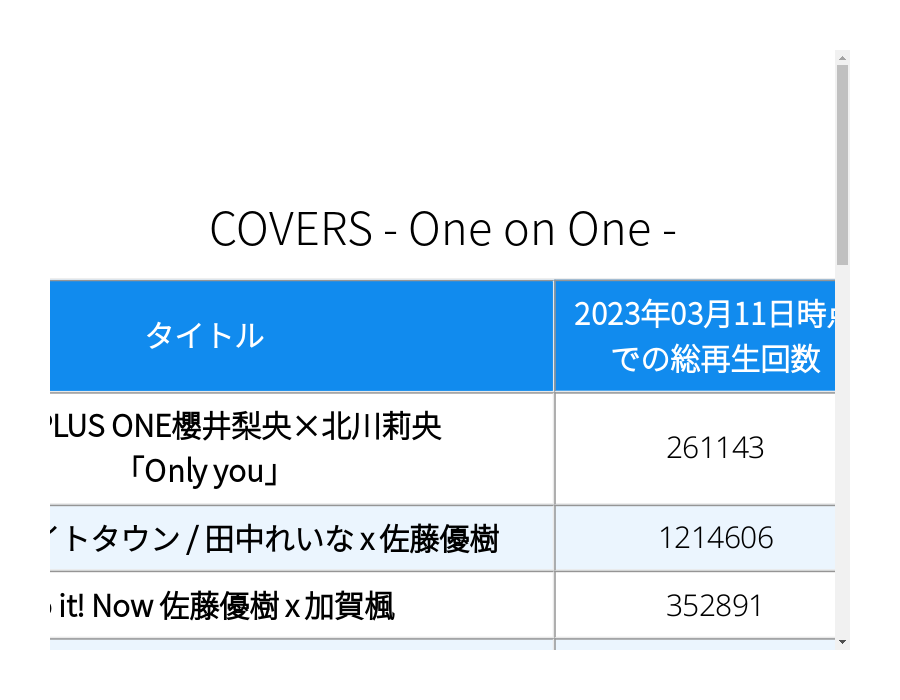 COVERS - One on One -
タイトル
2023年03月11日時点
での総再生回数
PLUS ONE櫻井梨央×北川莉央
「Only you」
261143
イトタウン / 田中れいな x 佐藤優樹
1214606
it! Now 佐藤優樹 x 加賀楓
352891